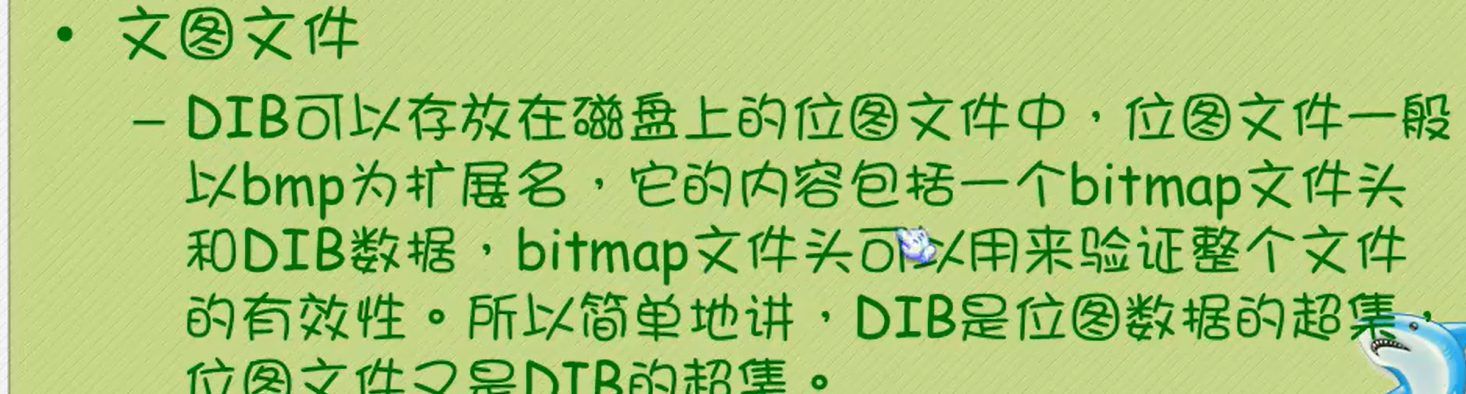 • 文图文件
– DIB可以存放在磁盘上的位图文件中，位图文件一般
以bmp为扩展名，它的内容包括一个bitmap文件头
和DIB数据，bitmap文件头可以用来验证整个文件
的有效性。所以简单地讲，DIB是位图数据的超集，
位图文件又是DIB的超集。